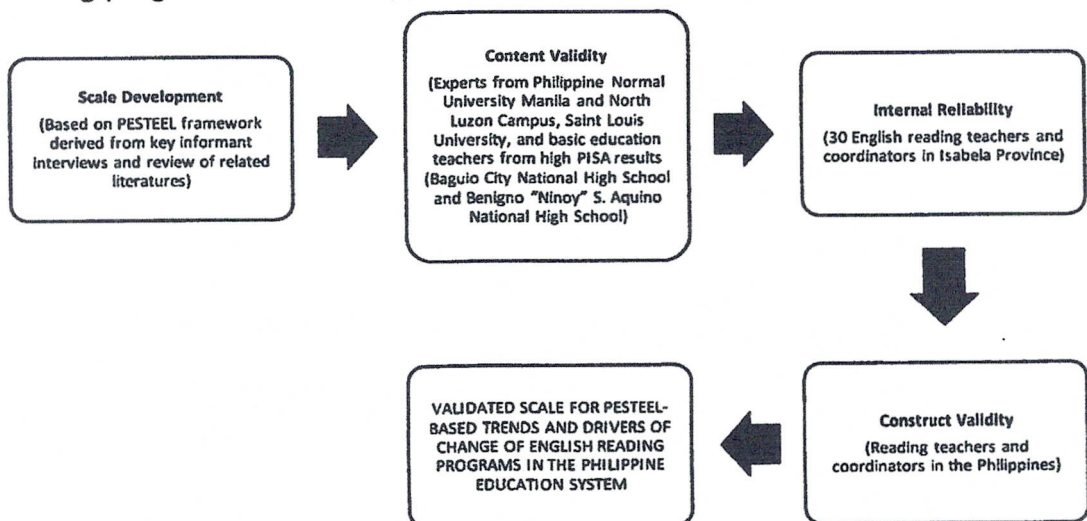 Scale Development
(Based on PESTEEL framework
derived from key informant
interviews and review of related
literatures)
Content Validity
(Experts from Philippine Normal
University Manila and North
Luzon Campus, Saint Louis
University, and basic education
teachers from high PISA results
(Baguio City National High School
and Benigno "Ninoy" S. Aquino
National High School)
Internal Reliability
(30 English reading teachers and
coordinators in Isabela Province)
Construct Validity
(Reading teachers and
coordinators in the Philippines)
VALIDATED SCALE FOR PESTEEL-
BASED TRENDS AND DRIVERS OF
CHANGE OF ENGLISH READING
PROGRAMS IN THE PHILIPPINE
EDUCATION SYSTEM